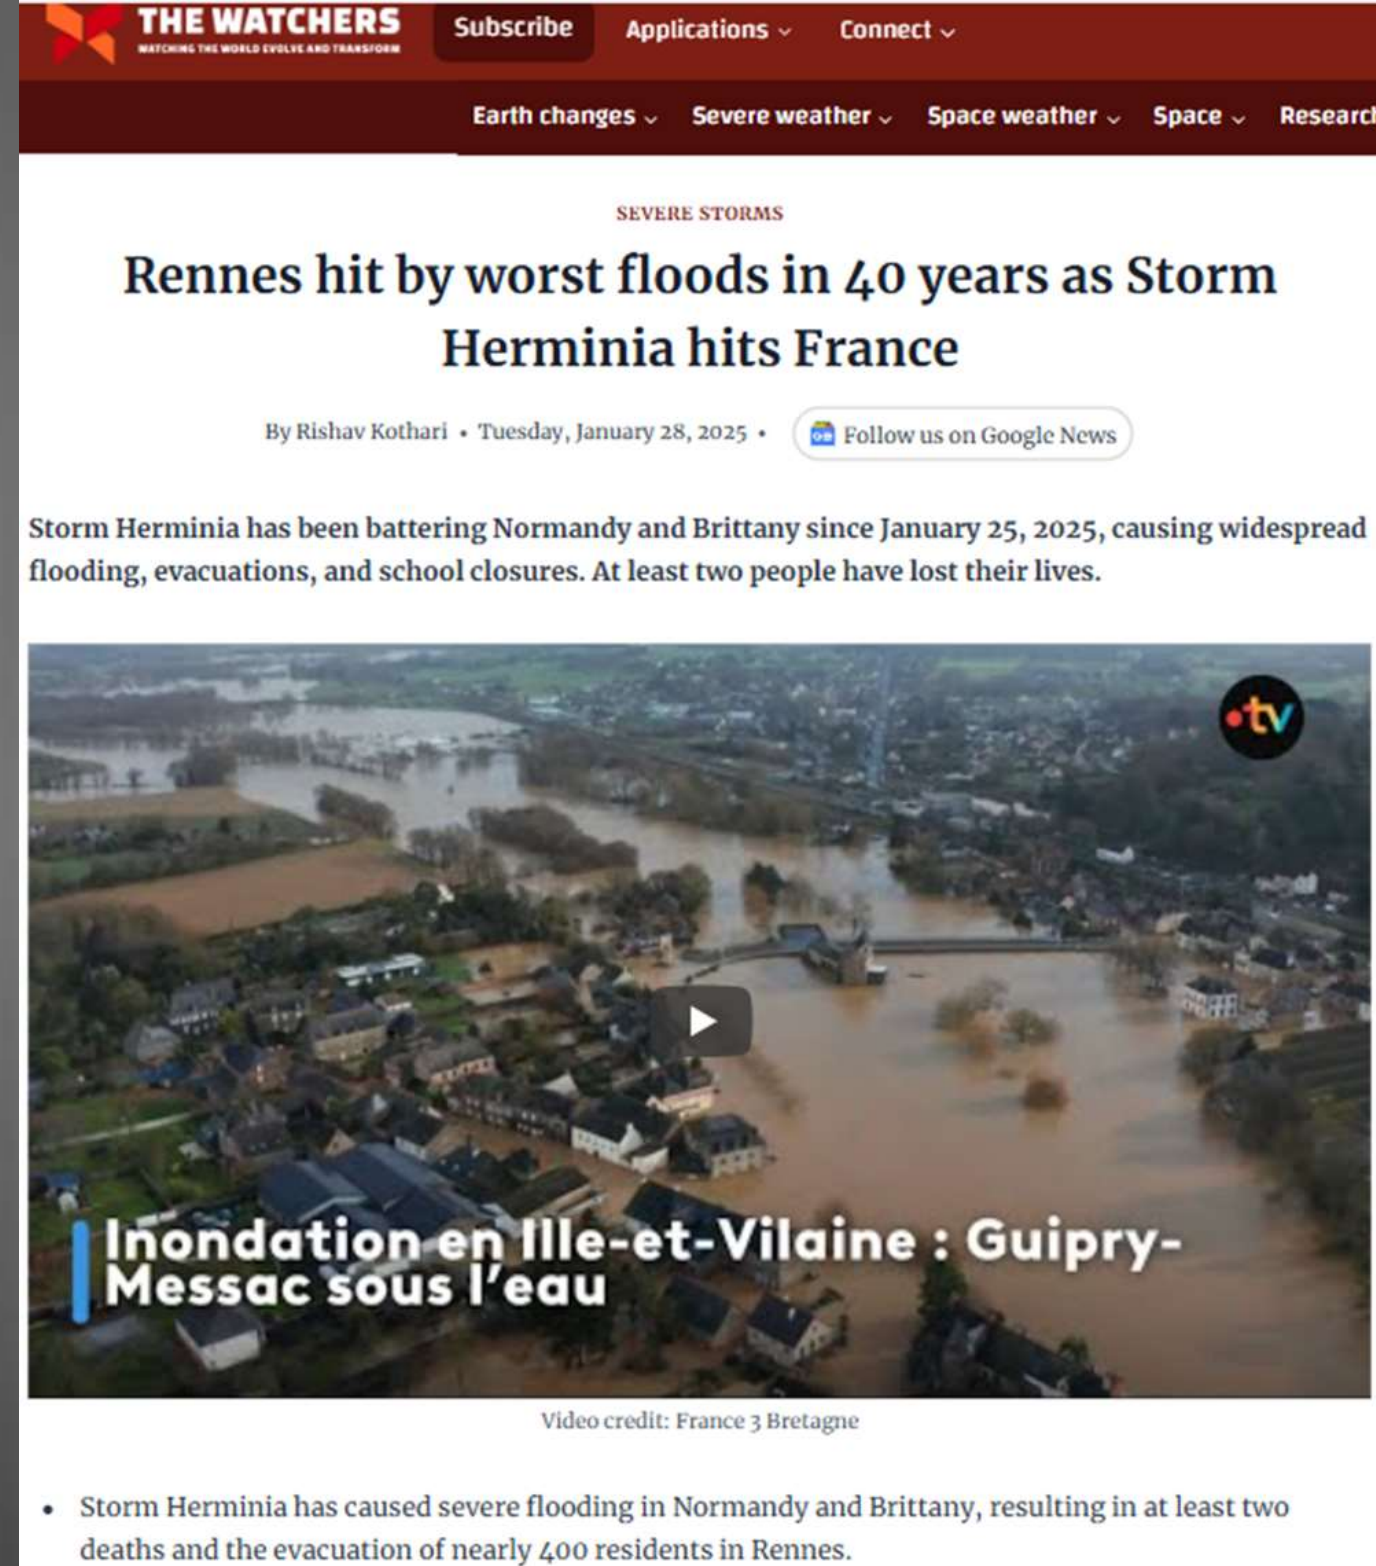 THE WATCHERS
WATCHING THE WORLD EVOLVE AND TRANSFORM
Subscribe
Applications
Connect
Earth changes
Severe weather
Space weather
Space
Research
SEVERE STORMS
Rennes hit by worst floods in 40 years as Storm
Herminia hits France
By Rishav Kothari • Tuesday, January 28, 2025 •
Follow us on Google News
Storm Herminia has been battering Normandy and Brittany since January 25, 2025, causing widespread
flooding, evacuations, and school closures. At least two people have lost their lives.
•tv
Inondation en Ille-et-Vilaine : Guipry-
Messac sous l'eau
Video credit: France 3 Bretagne
• Storm Herminia has caused severe flooding in Normandy and Brittany, resulting in at least two
deaths and the evacuation of nearly 400 residents in Rennes.